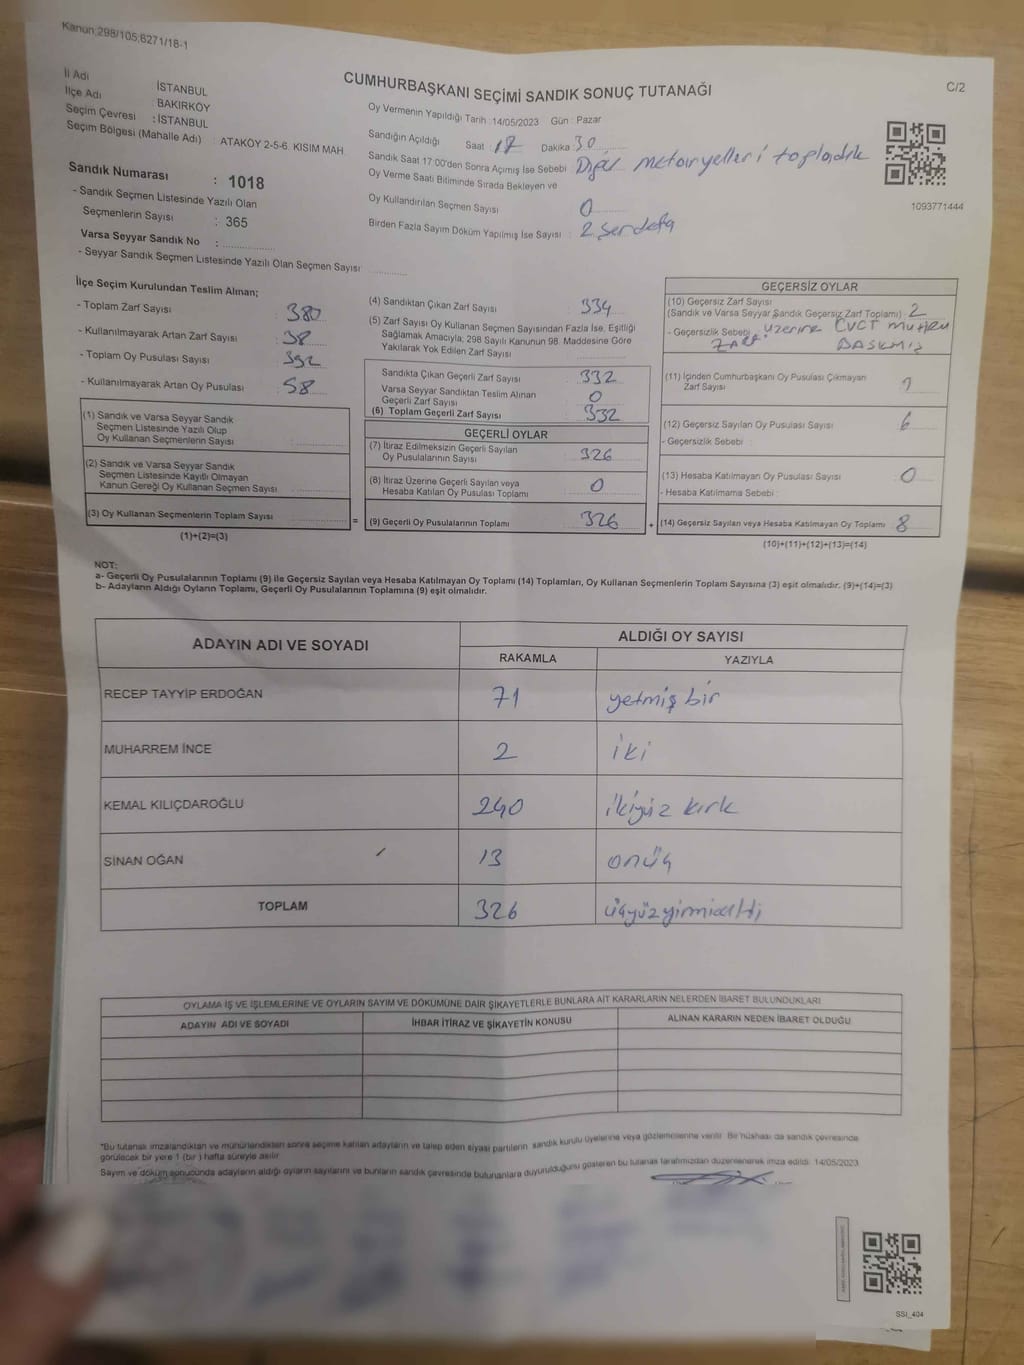 Kanun;298/105;6271/18-1
C/2
CUMHURBAŞKANI SEÇİMİ SANDIK SONUÇ TUTANAĞI
İl Adı : İSTANBUL
İlçe Adı : BAKIRKÖY
Seçim Çevresi : İSTANBUL
Seçim Bölgesi (Mahalle Adı) : ATAKÖY 2-5-6. KISIM MAH.
Sandık Numarası : 1018
- Sandık Seçmen Listesinde Yazılı Olan
Seçmenlerin Sayısı : 365
Varsa Seyyar Sandık No :
- Seyyar Sandık Seçmen Listesinde Yazılı Olan Seçmen Sayısı
Oy Vermenin Yapıldığı Tarih :14/05/2023 Gün : Pazar
Sandığın Açıldığı Saat : 17 Dakika 30
Sandık Saat 17:00'den Sonra Açımış İse Sebebi Diğer materyelleri topladık
Oy Verme Saati Bitiminde Sırada Bekleyen ve
Oy Kullandırılan Seçmen Sayısı 0
Birden Fazla Sayım Döküm Yapılmış İse Sayısı : 2 şer defa
1093771444
İlçe Seçim Kurulundan Teslim Alınan;
- Toplam Zarf Sayısı 380
- Kullanılmayarak Artan Zarf Sayısı 38
- Toplam Oy Pusulası Sayısı 392
- Kullanılmayarak Artan Oy Pusulası 58
(1) Sandık ve Varsa Seyyar Sandık
Seçmen Listesinde Yazılı Olup
Oy Kullanan Seçmenlerin Sayısı
(2) Sandık ve Varsa Seyyar Sandık
Seçmen Listesinde Kayıtlı Olmayan
Kanun Gereği Oy Kullanan Seçmen Sayısı
(3) Oy Kullanan Seçmenlerin Toplam Sayısı
(1)+(2)=(3)
=
(4) Sandıktan Çıkan Zarf Sayısı 334
(5) Zarf Sayısı Oy Kullanan Seçmen Sayısından Fazla İse, Eşitliği
Sağlamak Amacıyla, 298 Sayılı Kanunun 98. Maddesine Göre
Yakılarak Yok Edilen Zarf Sayısı
Sandıkta Çıkan Geçerli Zarf Sayısı 332
Varsa Seyyar Sandıktan Teslim Alınan
Geçerli Zarf Sayısı 0
(6) Toplam Geçerli Zarf Sayısı 332
GEÇERLİ OYLAR
(7) İtiraz Edilmeksizin Geçerli Sayılan
Oy Pusulalarının Sayısı 326
(8) İtiraz Üzerine Geçerli Sayılan veya
Hesaba Katılan Oy Pusulası Toplamı 0
(9) Geçerli Oy Pusulalarının Toplamı 326
+
GEÇERSİZ OYLAR
(10) Geçersiz Zarf Sayısı
(Sandık ve Varsa Seyyar Sandık Geçersiz Zarf Toplamı) 2
- Geçersizlik Sebebi : üzerine EVET mührü
ZARF BASKMIŞ
(11) İçinden Cumhurbaşkanı Oy Pusulası Çıkmayan
Zarf Sayısı
(12) Geçersiz Sayılan Oy Pusulası Sayısı 6
- Geçersizlik Sebebi :
(13) Hesaba Katılmayan Oy Pusulası Sayısı 0
- Hesaba Katılmama Sebebi :
(14) Geçersiz Sayılan veya Hesaba Katılmayan Oy Toplamı 8
(10)+(11)+(12)+(13)=(14)
NOT:
a- Geçerli Oy Pusulalarının Toplamı (9) ile Geçersiz Sayılan veya Hesaba Katılmayan Oy Toplamı (14) Toplamları, Oy Kullanan Seçmenlerin Toplam Sayısına (3) eşit olmalıdır. (9)+(14)=(3)
b- Adayların Aldığı Oyların Toplamı, Geçerli Oy Pusulalarının Toplamına (9) eşit olmalıdır.
ADAYIN ADI VE SOYADI
ALDIĞI OY SAYISI
RAKAMLA YAZIYLA
RECEP TAYYİP ERDOĞAN 71 yetmiş bir
MUHARREM İNCE 2 iki
KEMAL KILIÇDAROĞLU 240 ikiyüz kırk
SİNAN OĞAN 13 onüç
TOPLAM 326 üçyüzyirmialtı
OYLAMA İŞ VE İŞLEMLERİNE VE OYLARIN SAYIM VE DÖKÜMÜNE DAİR ŞİKAYETLERLE BUNLARA AİT KARARLARIN NELERDEN İBARET BULUNDUKLARI
ADAYIN ADI VE SOYADI İHBAR İTİRAZ VE ŞİKAYETİN KONUSU ALINAN KARARIN NEDEN İBARET OLDUĞU
*Bu tutanak imzalandıktan ve mühürlendikten sonra seçime katılan adayların ve talep eden siyasi partilerin sandık kurulu üyelerine veya gözlemcilerine verilir. Bir nüshası da sandık çevresinde
görülecek bir yere 1 (bir) hafta süreyle asılır.
Sayım ve döküm sonucunda adayların aldığı oyların sayılarını ve bunların sandık çevresinde bulunanlara duyurulduğunu gösteren bu tutanak tarafımızdan düzenlenerek imza edildi. 14/05/2023
SSI_404